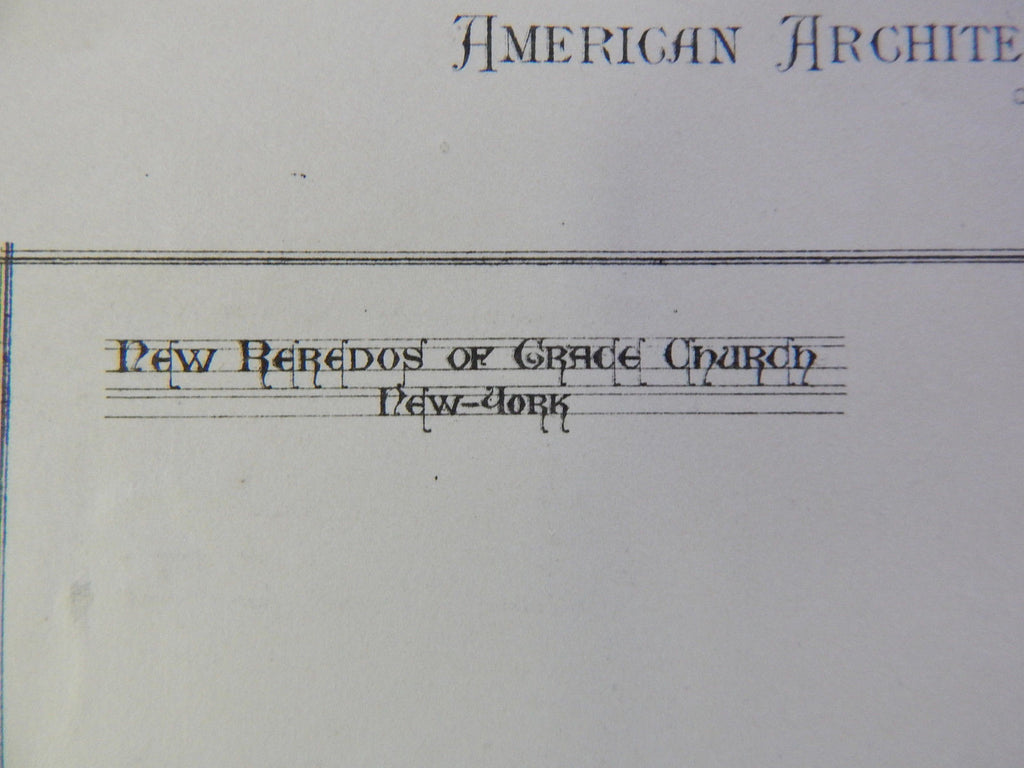 AMERICAN ARCHITE
NEW REREDOS OF GRACE CHURCH
NEW-YORK